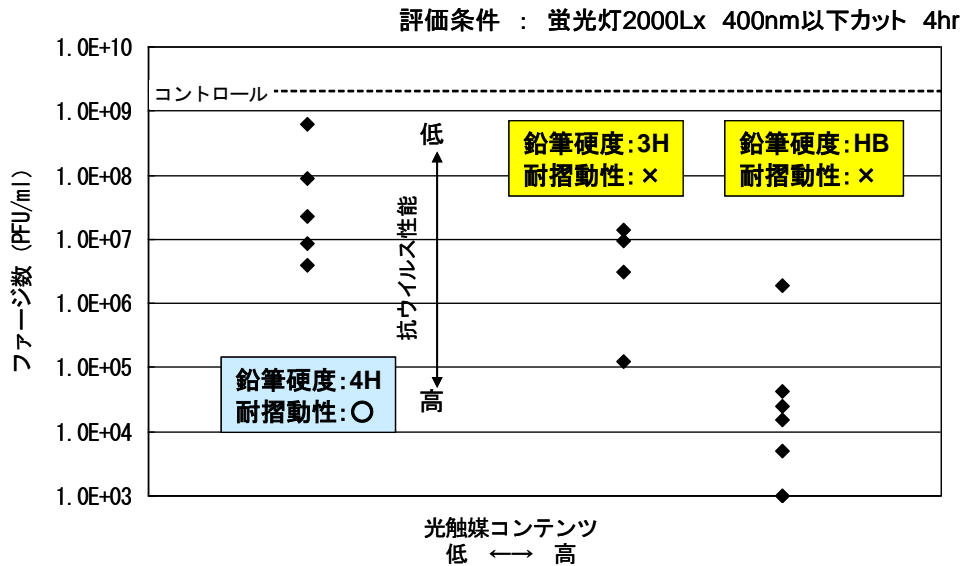 評価条件 ： 蛍光灯2000Lx 400nm以下カット 4hr
1.0E+10
コントロール
1.0E+09
低
鉛筆硬度：3H
耐摺動性：×
鉛筆硬度：HB
耐摺動性：×
1.0E+08
1.0E+07
抗ウイルス性能
ファージ数 (PFU/ml)
1.0E+06
1.0E+05
鉛筆硬度：4H
耐摺動性：○
高
1.0E+04
1.0E+03
光触媒コンテンツ
低 ←→ 高